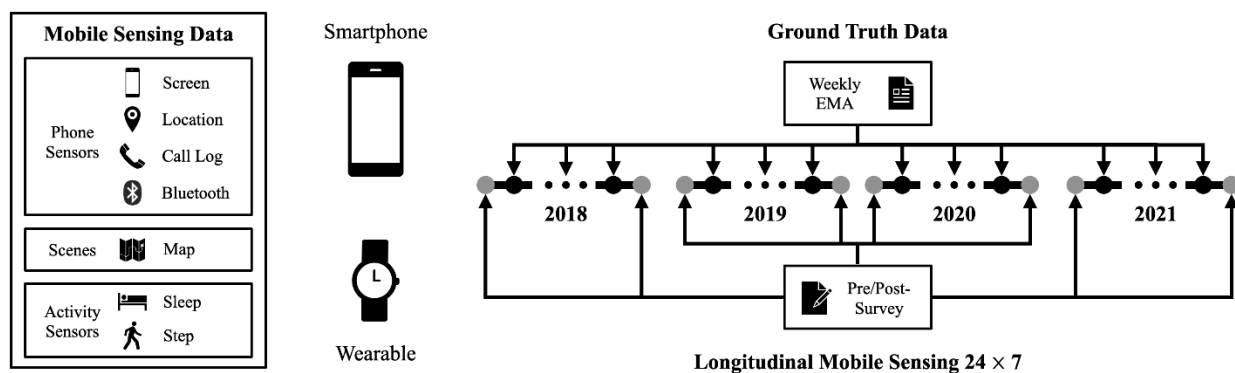 Mobile Sensing Data
Phone
Sensors
Screen
Location
Call Log
Bluetooth
Scenes
Map
Activity
Sensors
Sleep
Step
Smartphone
Wearable
Ground Truth Data
Weekly
EMA
2018
2019
2020
2021
Pre/Post-
Survey
Longitudinal Mobile Sensing 24 × 7